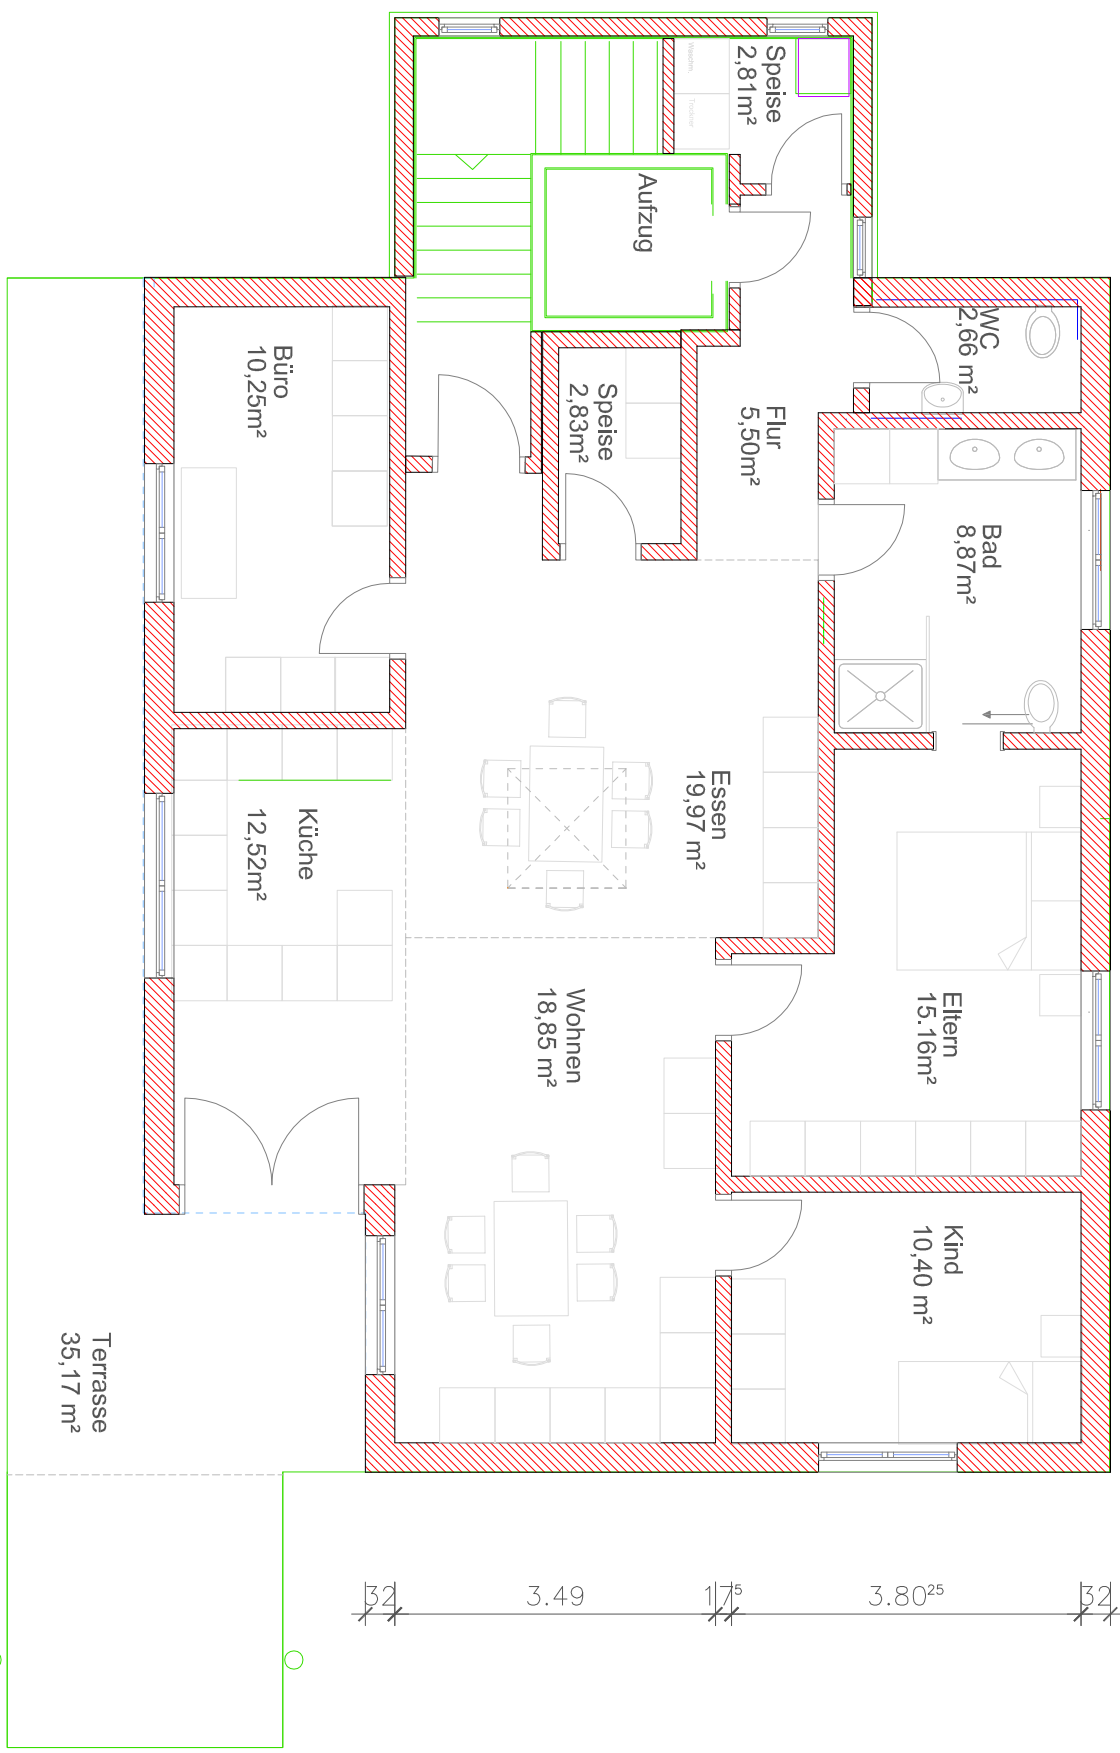 Waschm.
Trockner
Speise
2,81m²
Aufzug
WC
2,66 m²
Büro
10,25m²
Speise
2,83m²
Flur
5,50m²
Bad
8,87m²
Essen
19,97 m²
Küche
12,52m²
Wohnen
18,85 m²
Eltern
15.16m²
Kind
10,40 m²
Terrasse
35,17 m²
32
3.49
17⁵
3.80²⁵
32